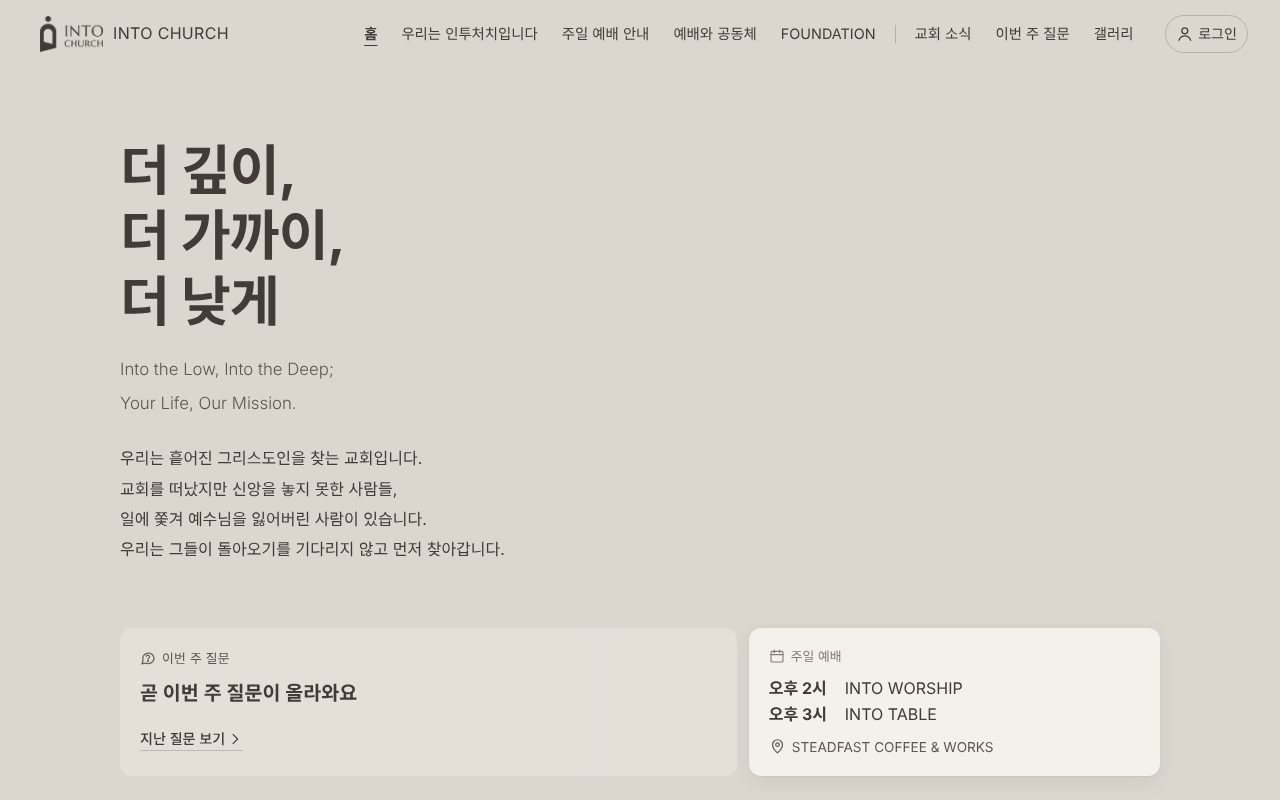 INTO
CHURCH
INTO CHURCH
홈
우리는 인투처치입니다
주일 예배 안내
예배와 공동체
FOUNDATION
교회 소식
이번 주 질문
갤러리
로그인
더 깊이,
더 가까이,
더 낮게
Into the Low, Into the Deep;
Your Life, Our Mission.
우리는 흩어진 그리스도인을 찾는 교회입니다.
교회를 떠났지만 신앙을 놓지 못한 사람들,
일에 쫓겨 예수님을 잃어버린 사람이 있습니다.
우리는 그들이 돌아오기를 기다리지 않고 먼저 찾아갑니다.
이번 주 질문
곧 이번 주 질문이 올라와요
지난 질문 보기
주일 예배
오후 2시 INTO WORSHIP
오후 3시 INTO TABLE
STEADFAST COFFEE & WORKS